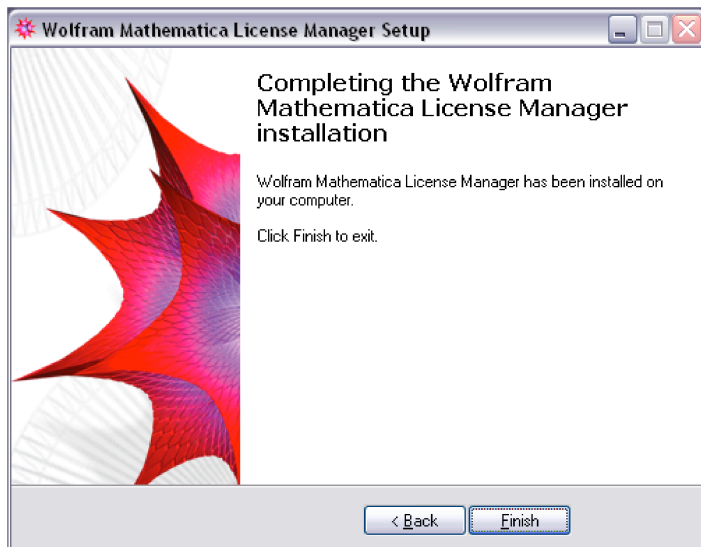 Wolfram Mathematica License Manager Setup
Completing the Wolfram
Mathematica License Manager
installation
Wolfram Mathematica License Manager has been installed on
your computer.
Click Finish to exit.
< Back
Finish